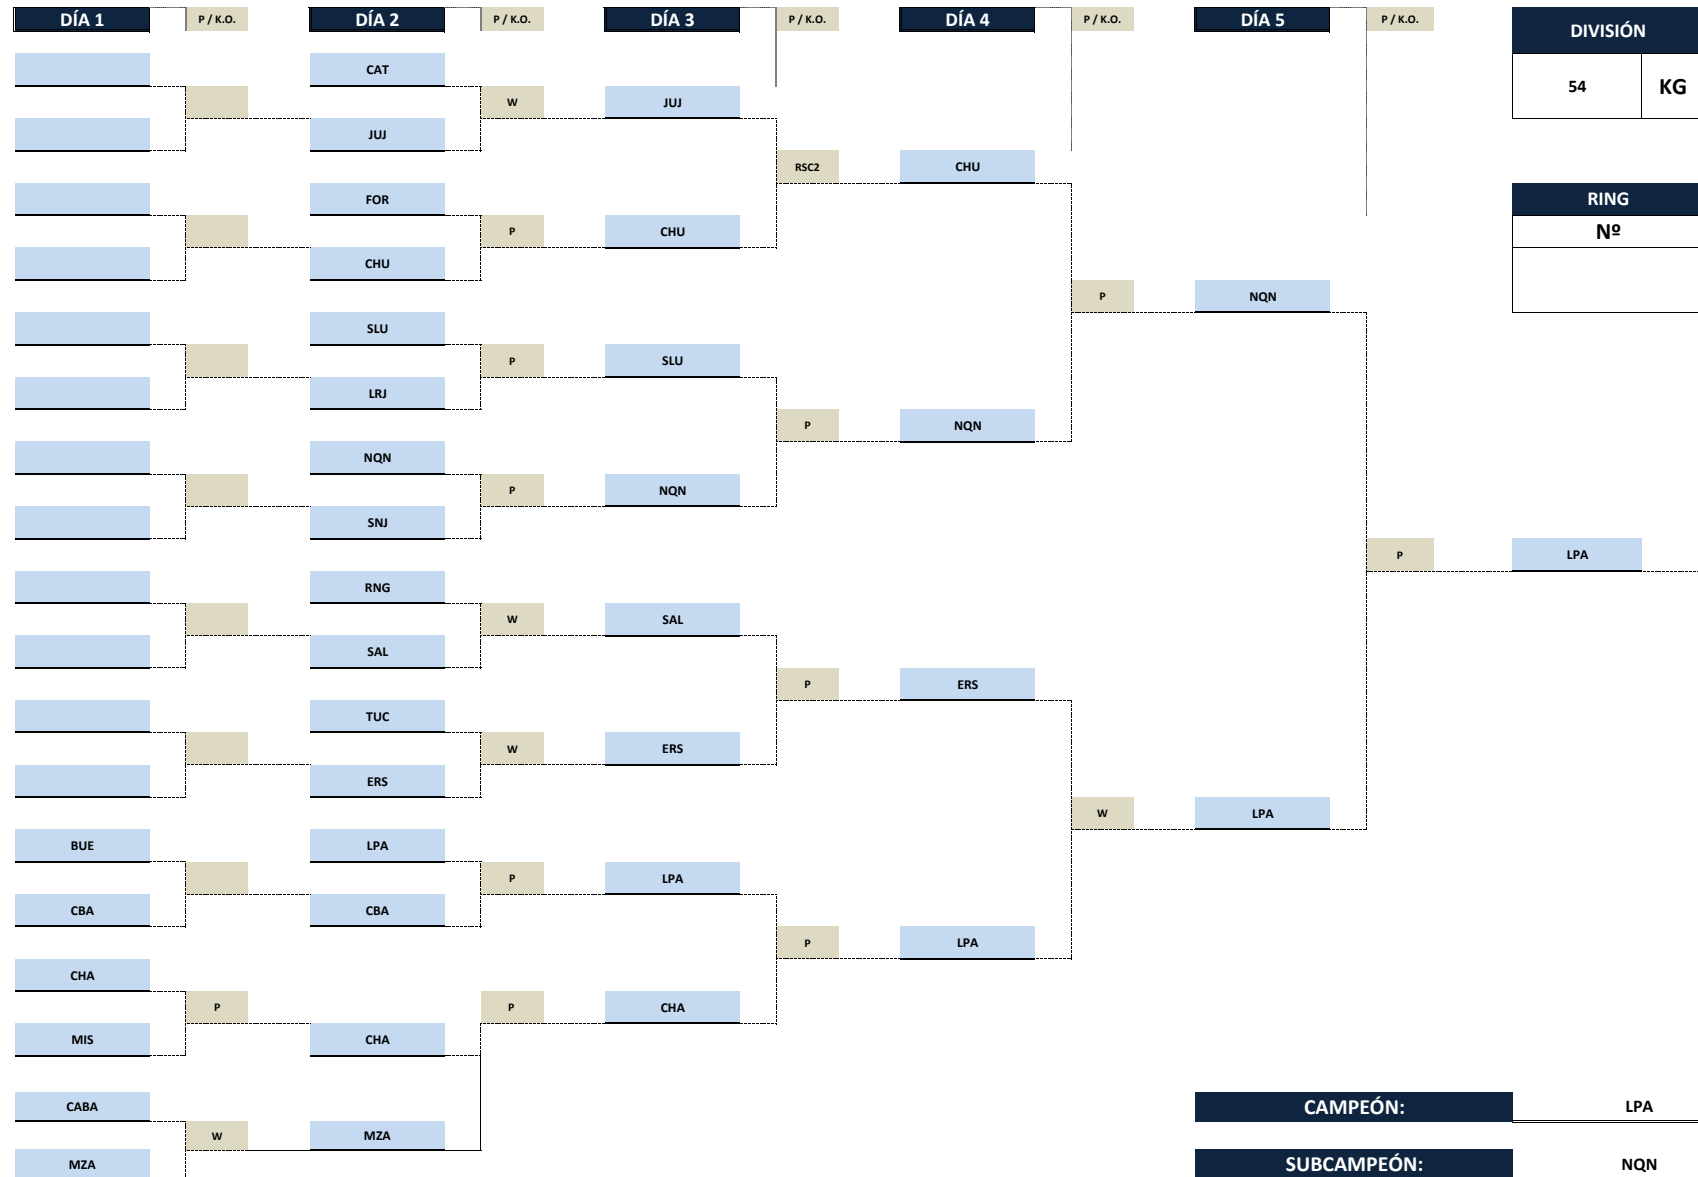 DÍA 1 P / K.O. DÍA 2 P / K.O. DÍA 3 P / K.O. DÍA 4 P / K.O. DÍA 5 P / K.O. DIVISIÓN
CAT
54 KG
W JUJ
JUJ
RSC2 CHU
FOR RING
P CHU Nº
CHU
P NQN
SLU
P SLU
LRJ
P NQN
NQN
P NQN
SNJ
P LPA
RNG
W SAL
SAL
P ERS
TUC
W ERS
ERS
W LPA
BUE LPA
P LPA
CBA CBA
P LPA
CHA
P P CHA
MIS CHA
CABA CAMPEÓN: LPA
W MZA
MZA SUBCAMPEÓN: NQN